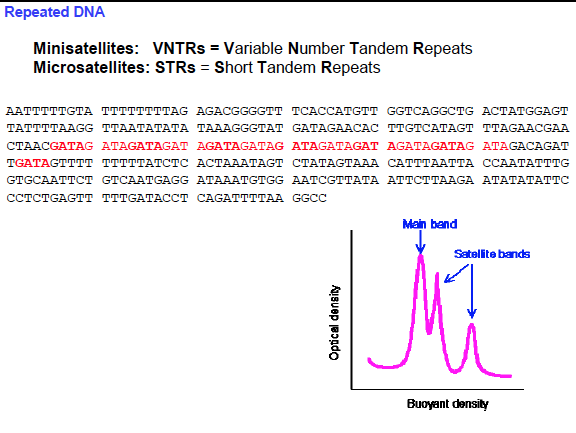 Repeated DNA
Minisatellites: VNTRs = Variable Number Tandem Repeats
Microsatellites: STRs = Short Tandem Repeats
AATTTTTGTA TTTTTTTTAG AGACGGGGTT TCACCATGTT GGTCAGGCTG ACTATGGAGT
TATTTTAAGG TTAATATATA TAAAGGGTAT GATAGAACAC TTGTCATAGT TTAGAACGAA
CTAACGATAG ATAGATAGAT AGATAGATAG ATAGATAGAT AGATAGATAG ATAGACAGAT
TGATAGTTTT TTTTTATCTC ACTAAATAGT CTATAGTAAA CATTTAATTA CCAATATTTG
GTGCAATTCT GTCAATGAGG ATAAATGTGG AATCGTTATA ATTCTTAAGA ATATATATTC
CCTCTGAGTT TTTGATACCT CAGATTTTAA GGCC
Main band
Satellite bands
Optical density
Buoyant density